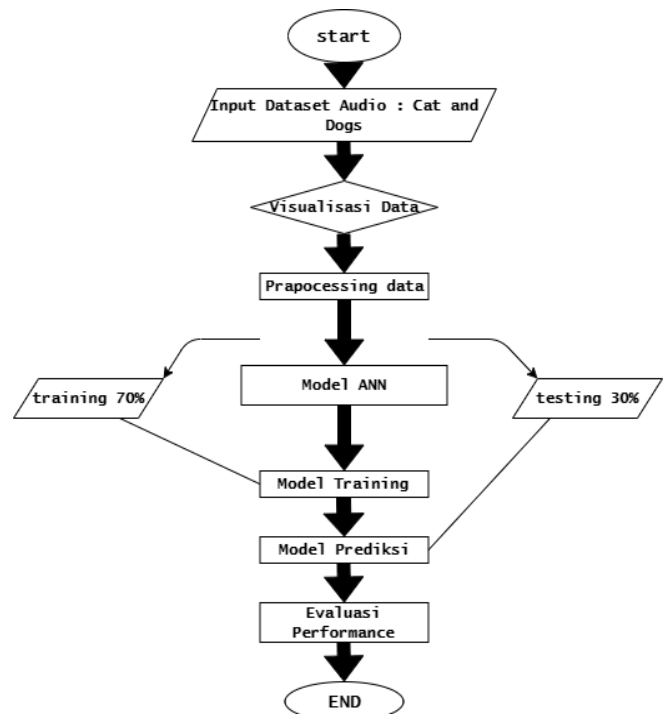 start
Input Dataset Audio : Cat and
Dogs
Visualisasi Data
Prapocessing data
training 70%
Model ANN
testing 30%
Model Training
Model Prediksi
Evaluasi
Performance
END